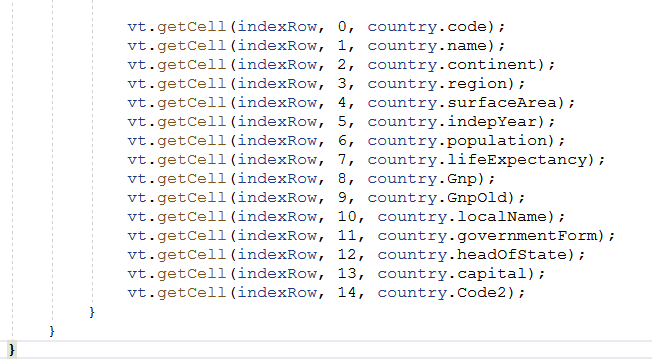 vt.getCell(indexRow, 0, country.code);
vt.getCell(indexRow, 1, country.name);
vt.getCell(indexRow, 2, country.continent);
vt.getCell(indexRow, 3, country.region);
vt.getCell(indexRow, 4, country.surfaceArea);
vt.getCell(indexRow, 5, country.indepYear);
vt.getCell(indexRow, 6, country.population);
vt.getCell(indexRow, 7, country.lifeExpectancy);
vt.getCell(indexRow, 8, country.Gnp);
vt.getCell(indexRow, 9, country.GnpOld);
vt.getCell(indexRow, 10, country.localName);
vt.getCell(indexRow, 11, country.governmentForm);
vt.getCell(indexRow, 12, country.headOfState);
vt.getCell(indexRow, 13, country.capital);
vt.getCell(indexRow, 14, country.Code2);
}
}
}